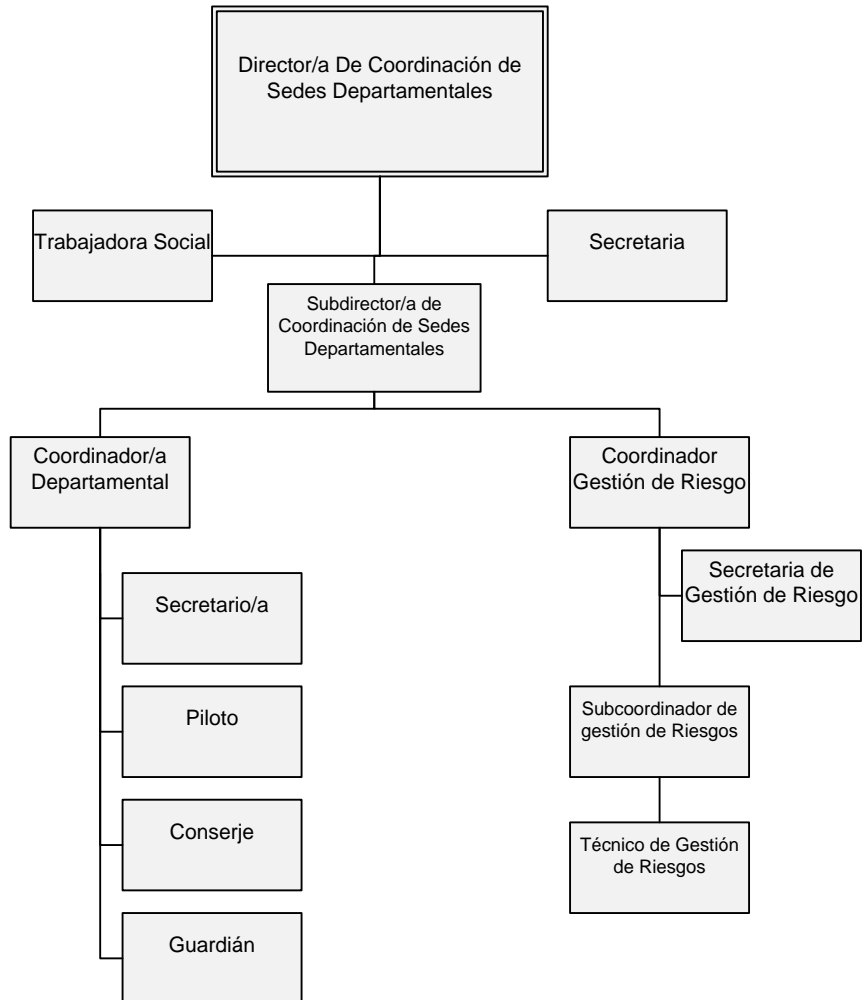 Director/a De Coordinación de
Sedes Departamentales
Trabajadora Social
Secretaria
Subdirector/a de
Coordinación de Sedes
Departamentales
Coordinador/a
Departamental
Coordinador
Gestión de Riesgo
Secretaria de
Gestión de Riesgo
Secretario/a
Piloto
Subcoordinador de
gestión de Riesgos
Conserje
Técnico de Gestión
de Riesgos
Guardián